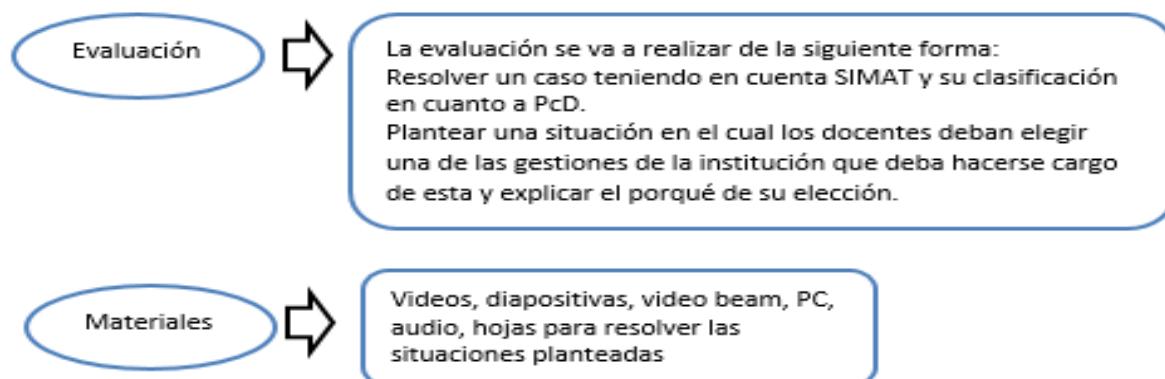 Evaluación
La evaluación se va a realizar de la siguiente forma:
Resolver un caso teniendo en cuenta SIMAT y su clasificación
en cuanto a PcD.
Plantear una situación en el cual los docentes deban elegir
una de las gestiones de la institución que deba hacerse cargo
de esta y explicar el porqué de su elección.
Materiales
Videos, diapositivas, video beam, PC,
audio, hojas para resolver las
situaciones planteadas